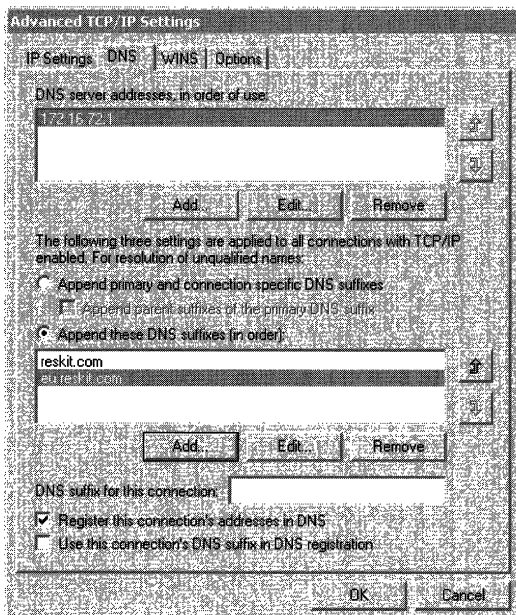 Advanced TCP/IP Settings
IP Settings DNS WINS Options
DNS server addresses, in order of use:
172.16.72.1
Add... Edit... Remove
The following three settings are applied to all connections with TCP/IP
enabled. For resolution of unqualified names:
Append primary and connection specific DNS suffixes
Append parent suffixes of the primary DNS suffix
Append these DNS suffixes (in order):
reskit.com
eu.reskit.com
Add... Edit... Remove
DNS suffix for this connection:
Register this connection's addresses in DNS
Use this connection's DNS suffix in DNS registration
OK Cancel